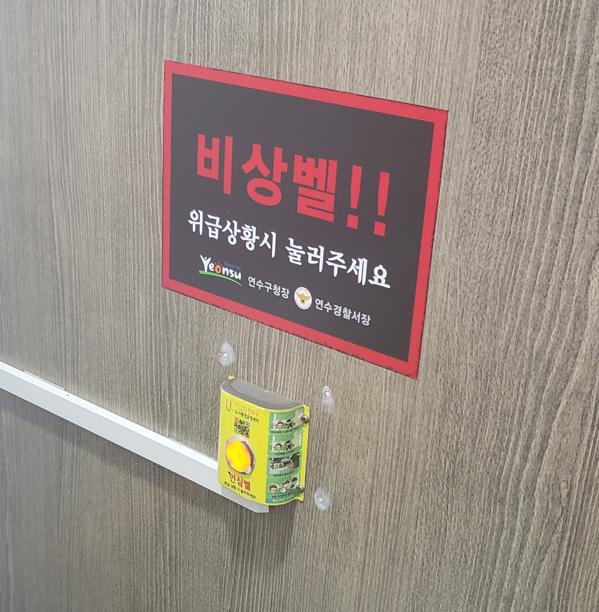 비상벨!!
위급상황시 눌러주세요
Yeonsu 연수구청장 연수경찰서장
안심벨